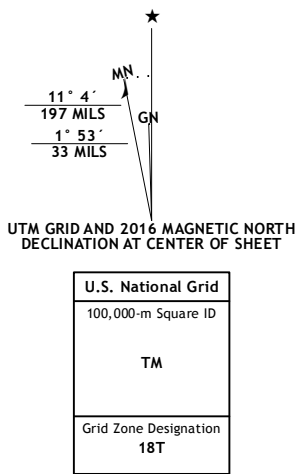 MN
GN
11° 4´
197 MILS
1° 53´
33 MILS
UTM GRID AND 2016 MAGNETIC NORTH
DECLINATION AT CENTER OF SHEET
U.S. National Grid
100,000-m Square ID
TM
Grid Zone Designation
18T